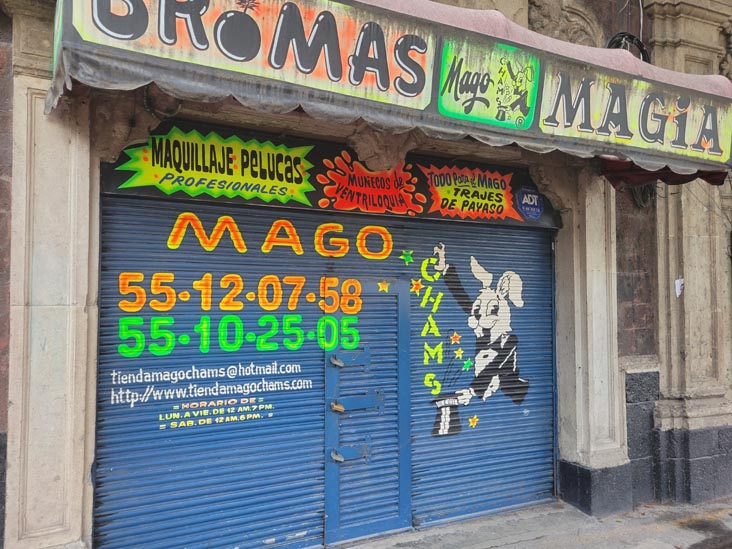 BROMAS
Mago
CHAMS
MAGiA
MAQUILLAJE PELUCAS
PROFESIONALES
MUÑECOS de
VENTRILOQUIA
TODO PARA EL MAGO
TRAJES
DE PAYASO
ADT
MAGO
CHAMS
55·12·07·58
55·10·25·05
tiendamagochams@hotmail.com
http://www.tiendamagochams.com
= HORARIO DE =
LUN. A VIE. DE 12 AM. 7 PM.
= SAB. DE 12 AM. 6 PM. =